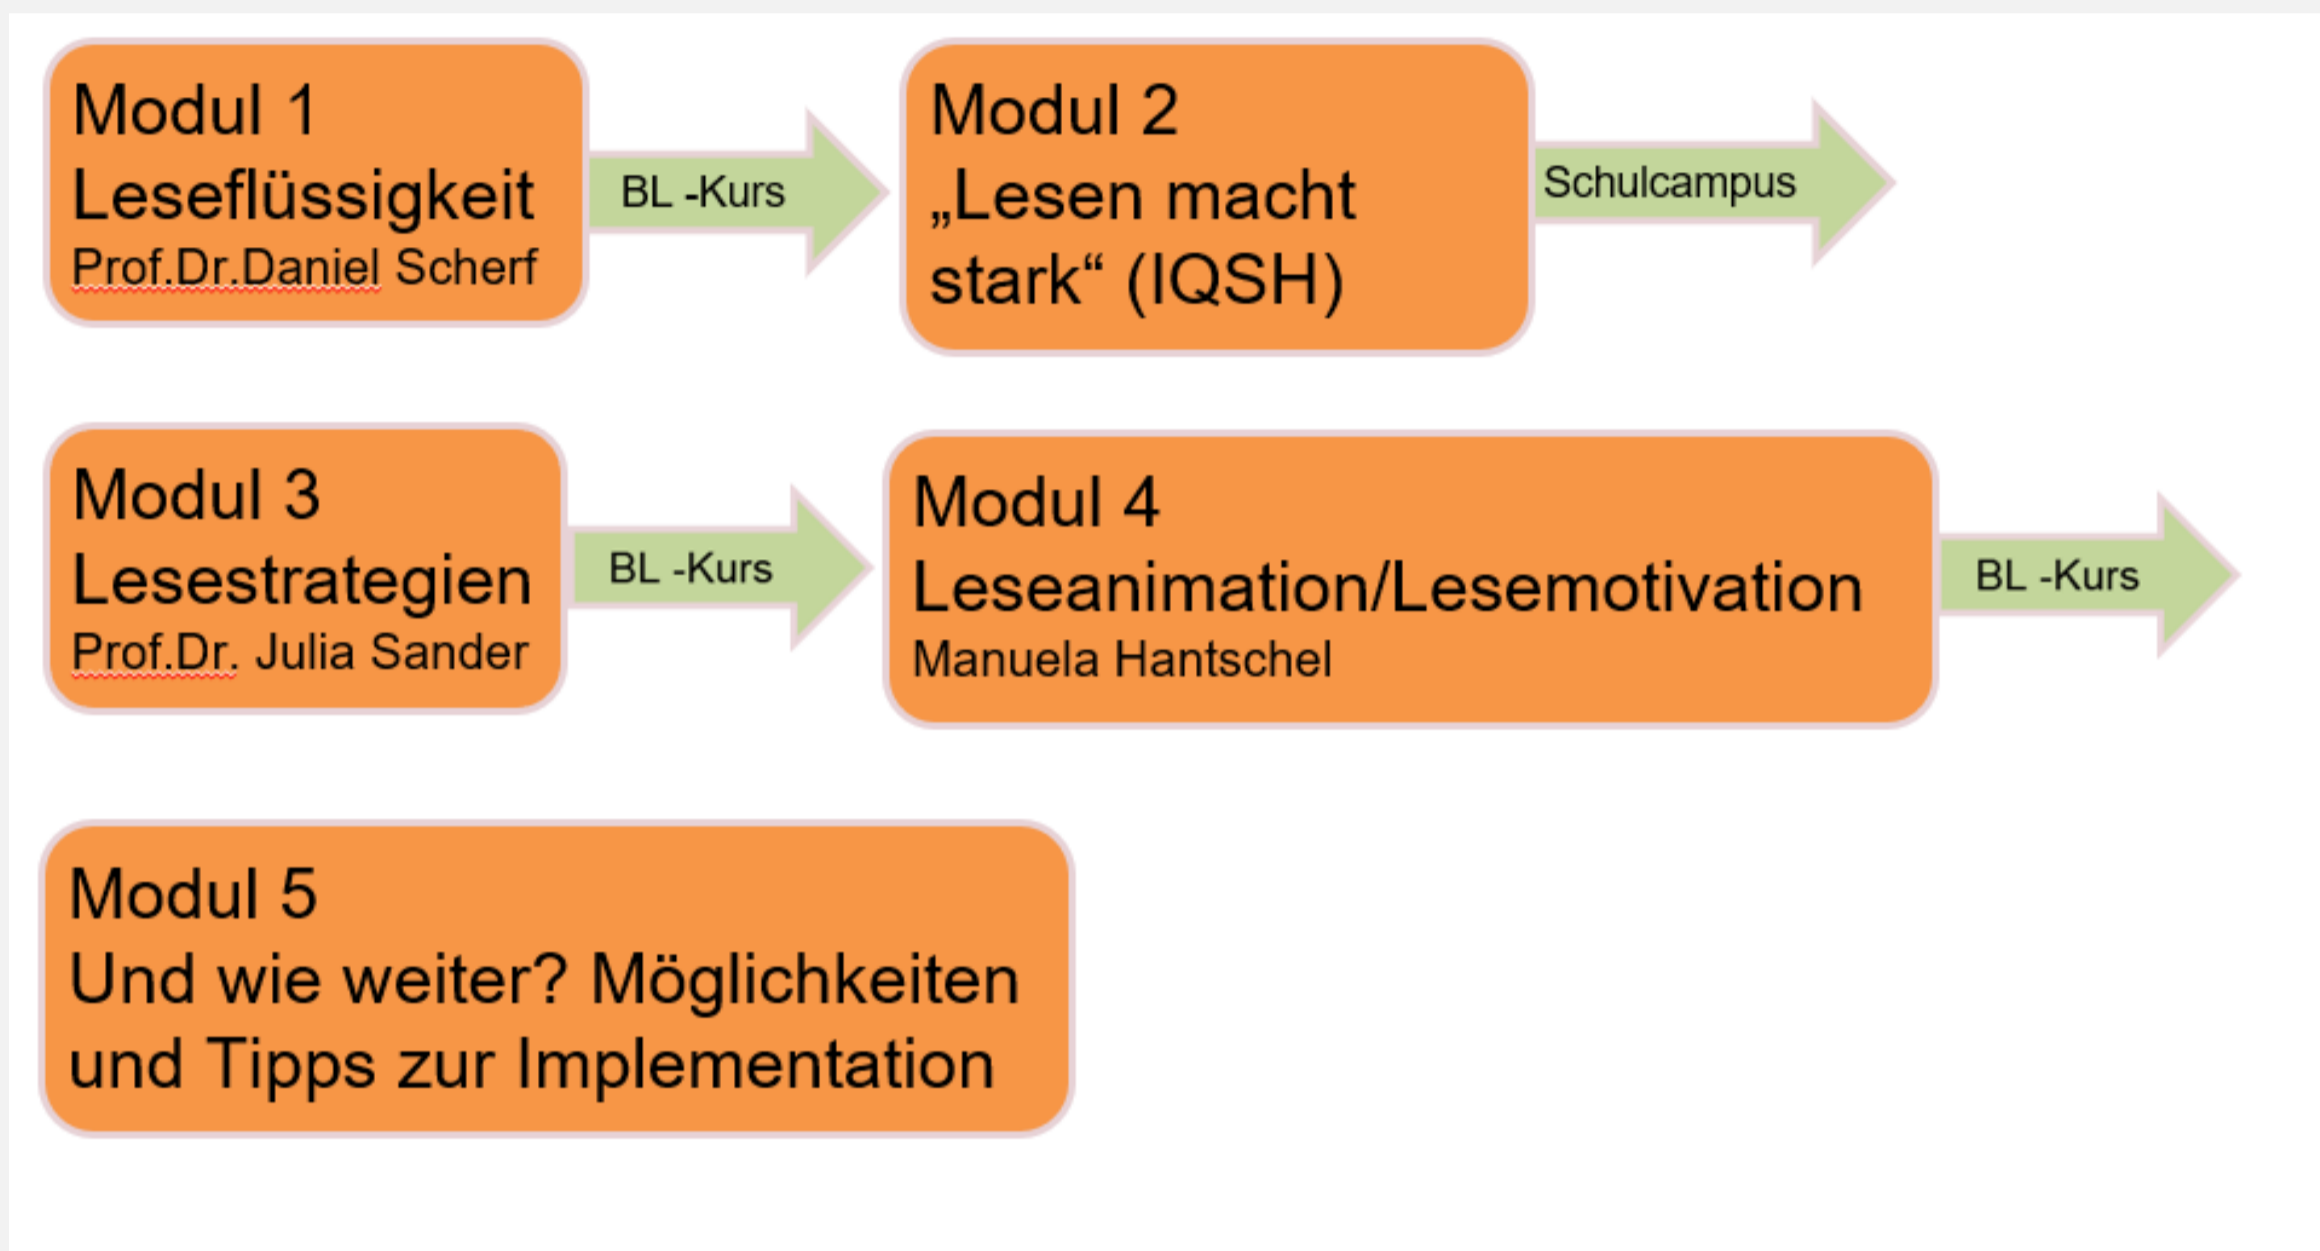 Modul 1
Leseflüssigkeit
Prof.Dr.Daniel Scherf
BL -Kurs
Modul 2
„Lesen macht
stark“ (IQSH)
Schulcampus
Modul 3
Lesestrategien
Prof.Dr. Julia Sander
BL -Kurs
Modul 4
Leseanimation/Lesemotivation
Manuela Hantschel
BL -Kurs
Modul 5
Und wie weiter? Möglichkeiten
und Tipps zur Implementation